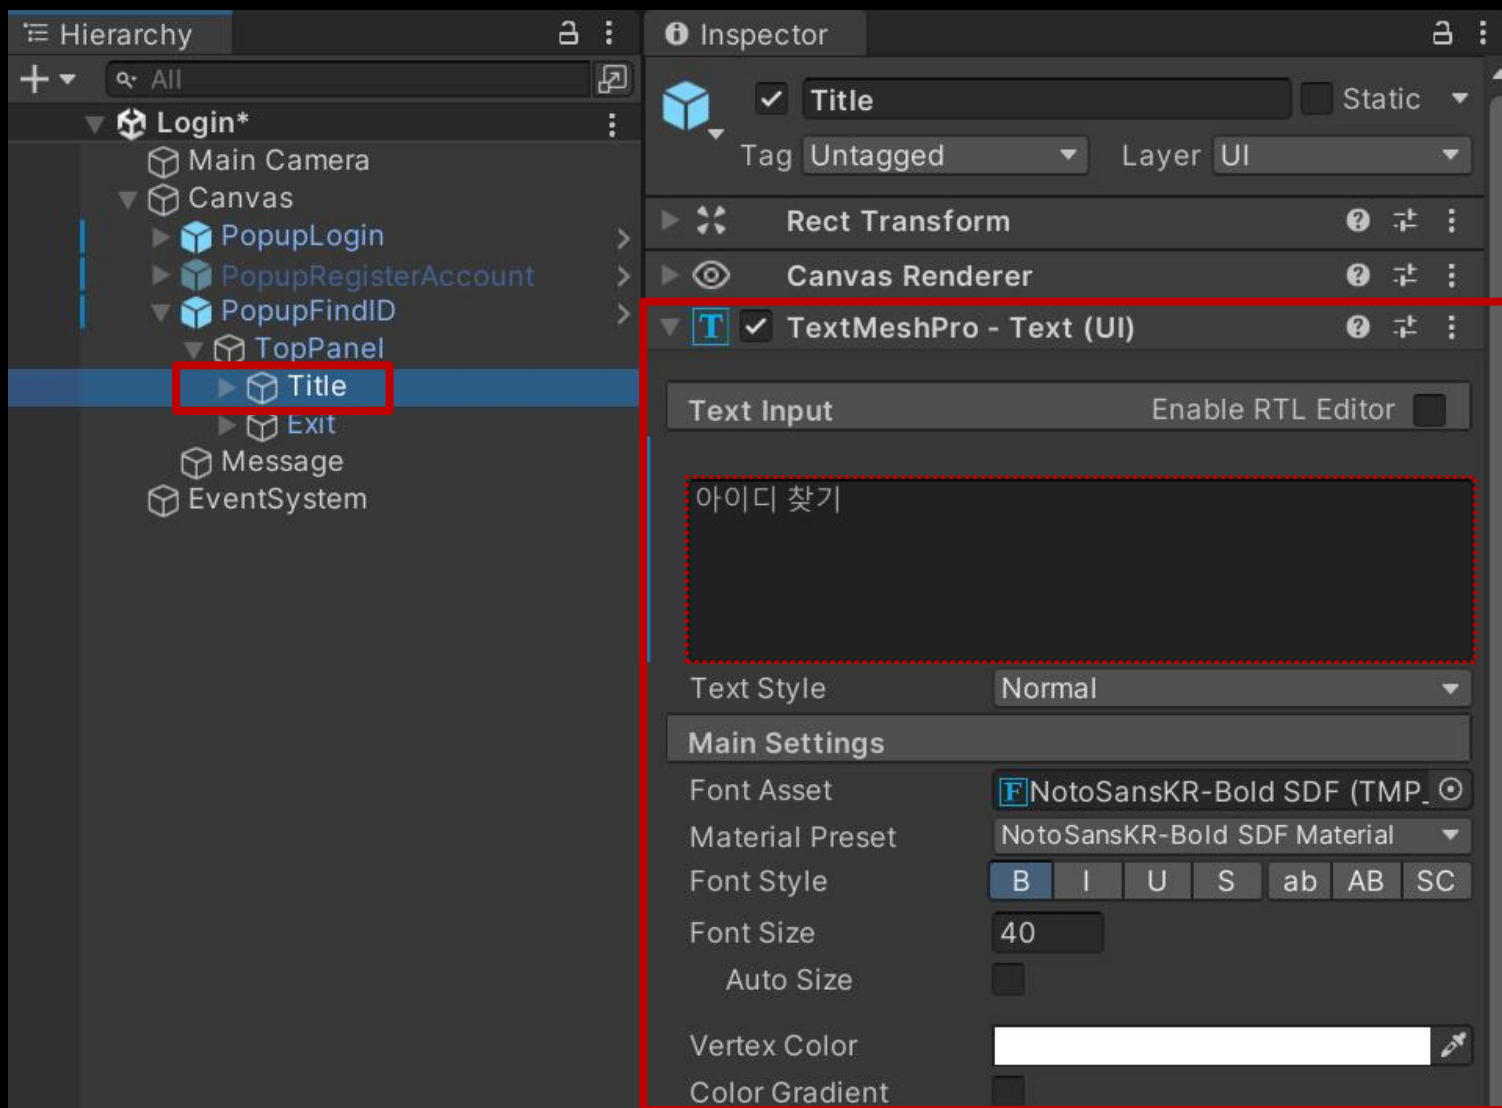 Hierarchy
All
Login*
Main Camera
Canvas
PopupLogin
PopupRegisterAccount
PopupFindID
TopPanel
Title
Exit
Message
EventSystem
Inspector
Title
Static
Tag Untagged Layer UI
Rect Transform
Canvas Renderer
TextMeshPro - Text (UI)
Text Input Enable RTL Editor
아이디 찾기
Text Style Normal
Main Settings
Font Asset NotoSansKR-Bold SDF (TMP_
Material Preset NotoSansKR-Bold SDF Material
Font Style B I U S ab AB SC
Font Size 40
Auto Size
Vertex Color
Color Gradient